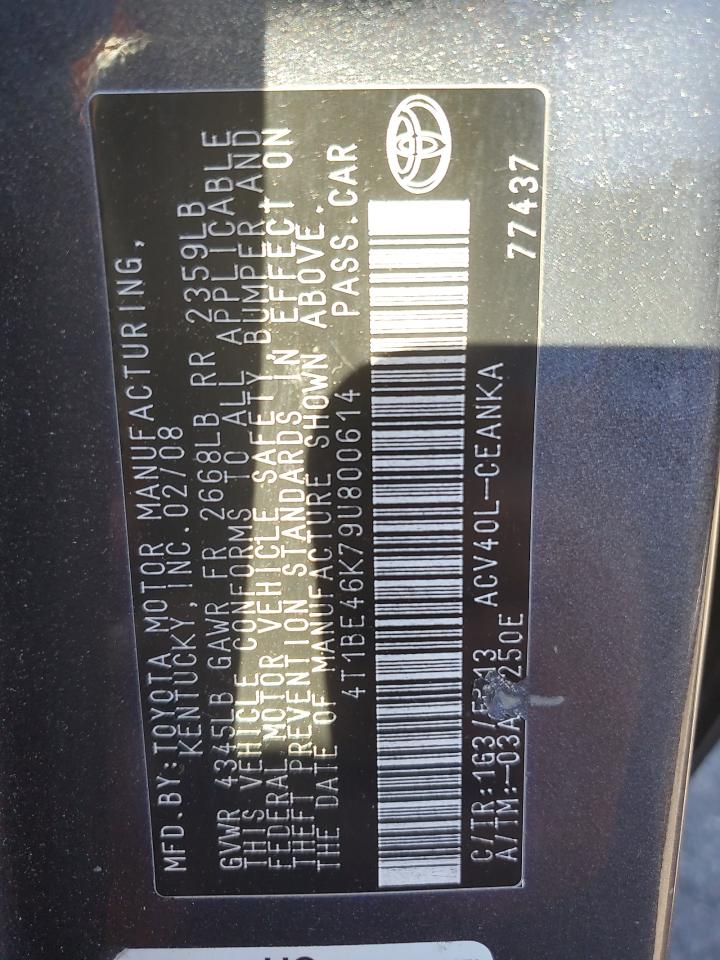 MFD.BY:TOYOTA MOTOR MANUFACTURING,
KENTUCKY, INC.02/08
GVWR 4345LB GAWR FR 2668LB RR 2359LB
THIS VEHICLE CONFORMS TO ALL APPLICABLE
FEDERAL MOTOR VEHICLE SAFETY, BUMPER AND
THEFT PREVENTION STANDARDS IN EFFECT ON
THE DATE OF MANUFACTURE SHOWN ABOVE.
4T1BE46K79U800614 PASS.CAR
C/TR:1G3/ ACV40L-CEANKA
A/TM:-03A 250E
77437